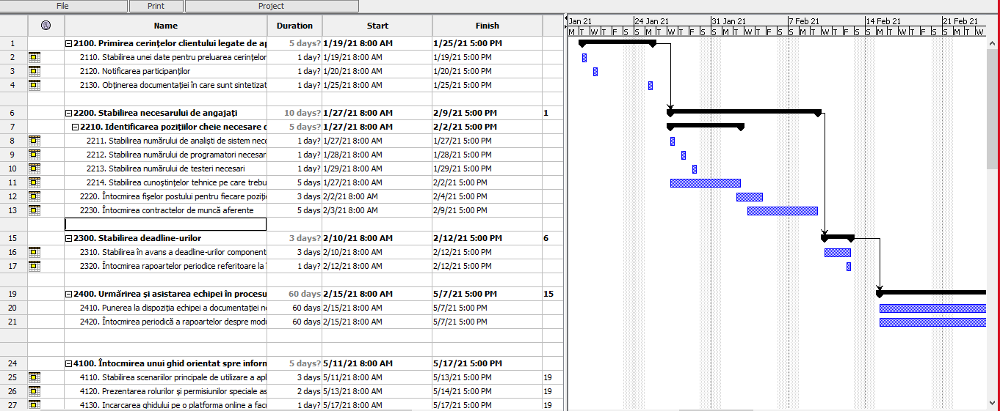 File Print Project
Name Duration Start Finish
Jan 21 24 Jan 21 31 Jan 21 7 Feb 21 14 Feb 21 21 Feb 21
M T W T F S S M T W T F S S M T W T F S S M T W T F S S M T W T F S S M T W
1 2100. Primirea cerințelor clientului legate de ap 5 days? 1/19/21 8:00 AM 1/25/21 5:00 PM
2 2110. Stabilirea unei date pentru preluarea cerințelor 1 day? 1/19/21 8:00 AM 1/19/21 5:00 PM
3 2120. Notificarea participanților 1 day? 1/20/21 8:00 AM 1/20/21 5:00 PM
4 2130. Obținerea documentației în care sunt sintetizat 1 day? 1/25/21 8:00 AM 1/25/21 5:00 PM
6 2200. Stabilirea necesarului de angajați 10 days? 1/27/21 8:00 AM 2/9/21 5:00 PM 1
7 2210. Identificarea pozițiilor cheie necesare d 5 days? 1/27/21 8:00 AM 2/2/21 5:00 PM
8 2211. Stabilirea numărului de analiști de sistem nece 1 day? 1/27/21 8:00 AM 1/27/21 5:00 PM
9 2212. Stabilirea numărului de programatori necesari 1 day? 1/28/21 8:00 AM 1/28/21 5:00 PM
10 2213. Stabilirea numărului de testeri necesari 1 day? 1/29/21 8:00 AM 1/29/21 5:00 PM
11 2214. Stabilirea cunoștințelor tehnice pe care trebu 5 days 1/27/21 8:00 AM 2/2/21 5:00 PM
12 2220. Întocmirea fișelor postului pentru fiecare poziți 3 days 2/2/21 8:00 AM 2/4/21 5:00 PM
13 2230. Întocmirea contractelor de muncă aferente 5 days 2/3/21 8:00 AM 2/9/21 5:00 PM
15 2300. Stabilirea deadline-urilor 3 days? 2/10/21 8:00 AM 2/12/21 5:00 PM 6
16 2310. Stabilirea în avans a deadline-urilor component 3 days 2/10/21 8:00 AM 2/12/21 5:00 PM
17 2320. Întocmirea rapoartelor periodice referitoare la 1 day? 2/12/21 8:00 AM 2/12/21 5:00 PM
19 2400. Urmărirea și asistarea echipei în procesu 60 days 2/15/21 8:00 AM 5/7/21 5:00 PM 15
20 2410. Punerea la dispoziția echipei a documentației ne 60 days 2/15/21 8:00 AM 5/7/21 5:00 PM
21 2420. Întocmirea periodică a rapoartelor despre modu 60 days 2/15/21 8:00 AM 5/7/21 5:00 PM
24 4100. Întocmirea unui ghid orientat spre inform 5 days? 5/11/21 8:00 AM 5/17/21 5:00 PM
25 4110. Stabilirea scenariilor principale de utilizare a apl 3 days 5/11/21 8:00 AM 5/13/21 5:00 PM 19
26 4120. Prezentarea rolurilor și permisiunilor speciale as 2 days 5/13/21 8:00 AM 5/14/21 5:00 PM 19
27 4130. Incarcarea ghidului pe o platforma online a facu 1 day? 5/17/21 8:00 AM 5/17/21 5:00 PM 19